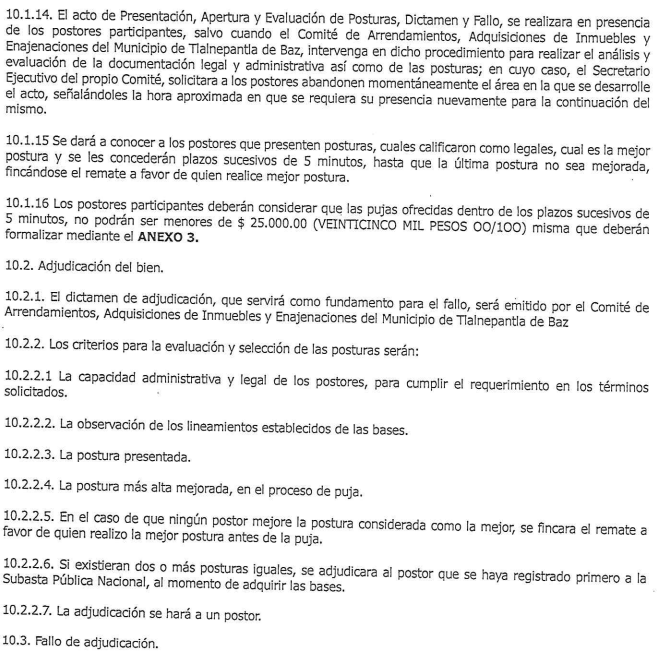 10.1.14. El acto de Presentación, Apertura y Evaluación de Posturas, Dictamen y Fallo, se realizara en presencia
de los postores participantes, salvo cuando el Comité de Arrendamientos, Adquisiciones de Inmuebles y
Enajenaciones del Municipio de Tlalnepantla de Baz, intervenga en dicho procedimiento para realizar el análisis y
evaluación de la documentación legal y administrativa así como de las posturas; en cuyo caso, el Secretario
Ejecutivo del propio Comité, solicitara a los postores abandonen momentáneamente el área en la que se desarrolle
el acto, señalándoles la hora aproximada en que se requiera su presencia nuevamente para la continuación del
mismo.
10.1.15 Se dará a conocer a los postores que presenten posturas, cuales calificaron como legales, cual es la mejor
postura y se les concederán plazos sucesivos de 5 minutos, hasta que la última postura no sea mejorada,
fincándose el remate a favor de quien realice mejor postura.
10.1.16 Los postores participantes deberán considerar que las pujas ofrecidas dentro de los plazos sucesivos de
5 minutos, no podrán ser menores de $ 25.000.00 (VEINTICINCO MIL PESOS OO/1OO) misma que deberán
formalizar mediante el ANEXO 3.
10.2. Adjudicación del bien.
10.2.1. El dictamen de adjudicación, que servirá como fundamento para el fallo, será emitido por el Comité de
Arrendamientos, Adquisiciones de Inmuebles y Enajenaciones del Municipio de Tlalnepantla de Baz
10.2.2. Los criterios para la evaluación y selección de las posturas serán:
10.2.2.1 La capacidad administrativa y legal de los postores, para cumplir el requerimiento en los términos
solicitados.
10.2.2.2. La observación de los lineamientos establecidos de las bases.
10.2.2.3. La postura presentada.
10.2.2.4. La postura más alta mejorada, en el proceso de puja.
10.2.2.5. En el caso de que ningún postor mejore la postura considerada como la mejor, se fincara el remate a
favor de quien realizo la mejor postura antes de la puja.
10.2.2.6. Si existieran dos o más posturas iguales, se adjudicara al postor que se haya registrado primero a la
Subasta Pública Nacional, al momento de adquirir las bases.
10.2.2.7. La adjudicación se hará a un postor.
10.3. Fallo de adjudicación.